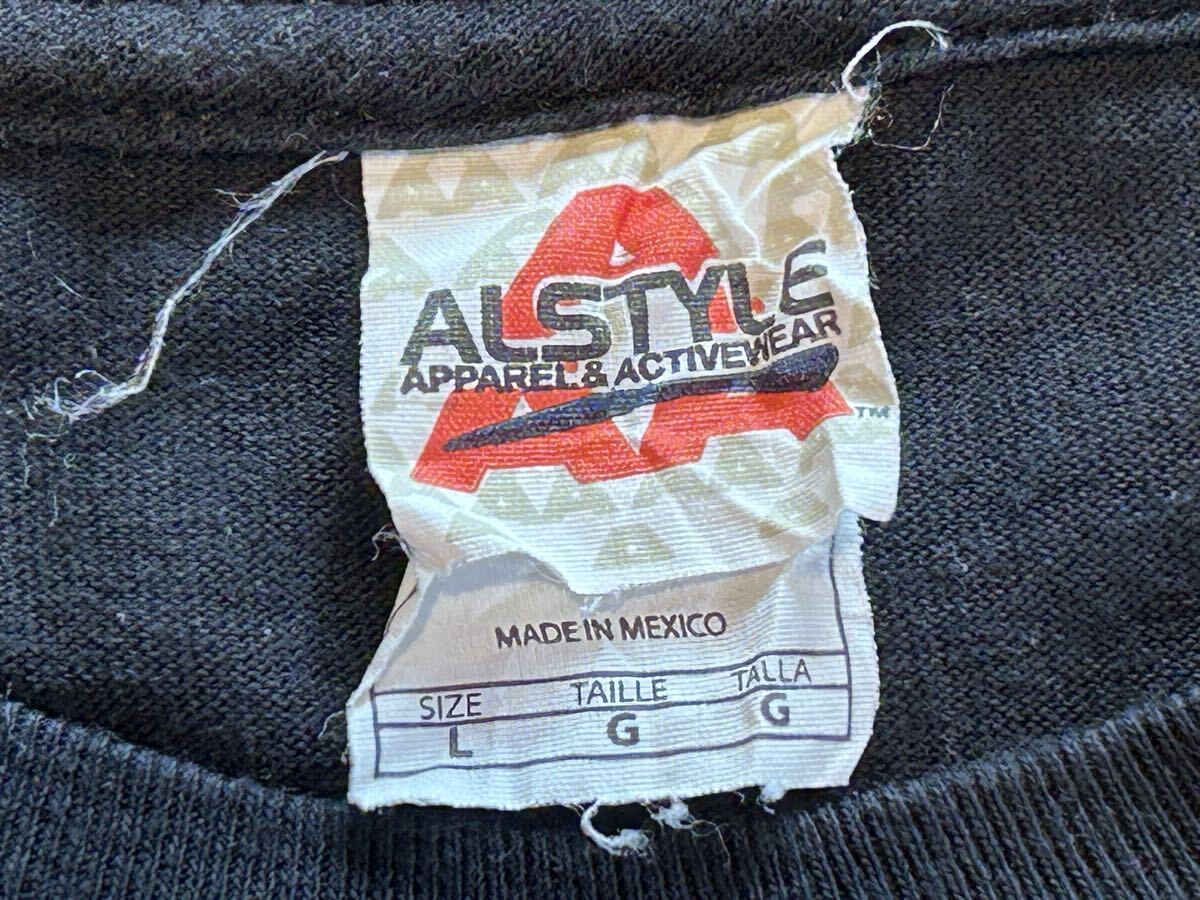 ALSTYLE
APPAREL & ACTIVEWEAR
TM
MADE IN MEXICO
SIZE TAILLE TALLA
L G G